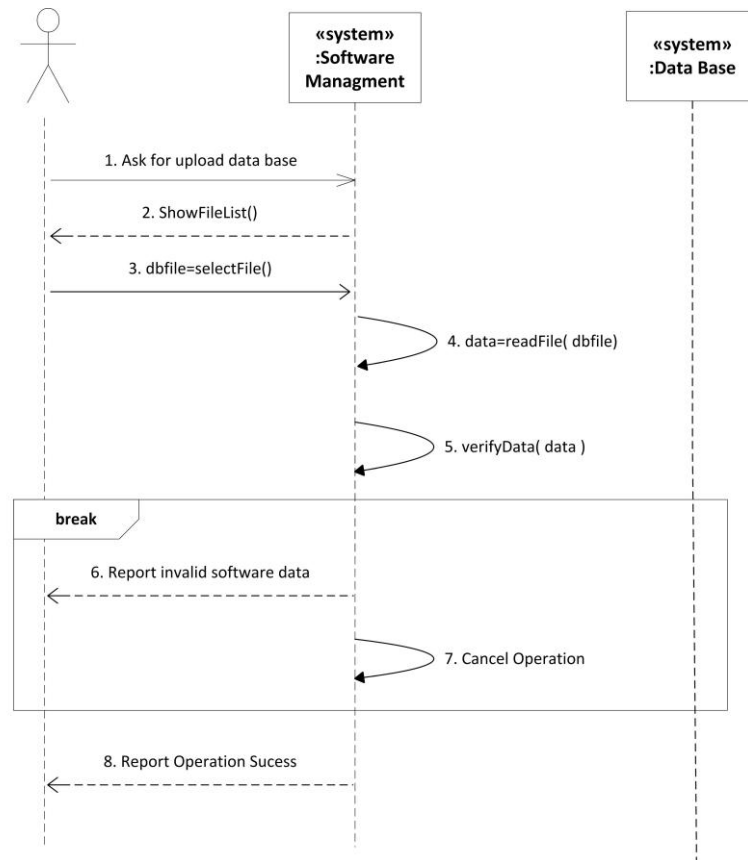 «system»
:Software
Managment
«system»
:Data Base
1. Ask for upload data base
2. ShowFileList()
3. dbfile=selectFile()
4. data=readFile( dbfile)
5. verifyData( data )
break
6. Report invalid software data
7. Cancel Operation
8. Report Operation Sucess